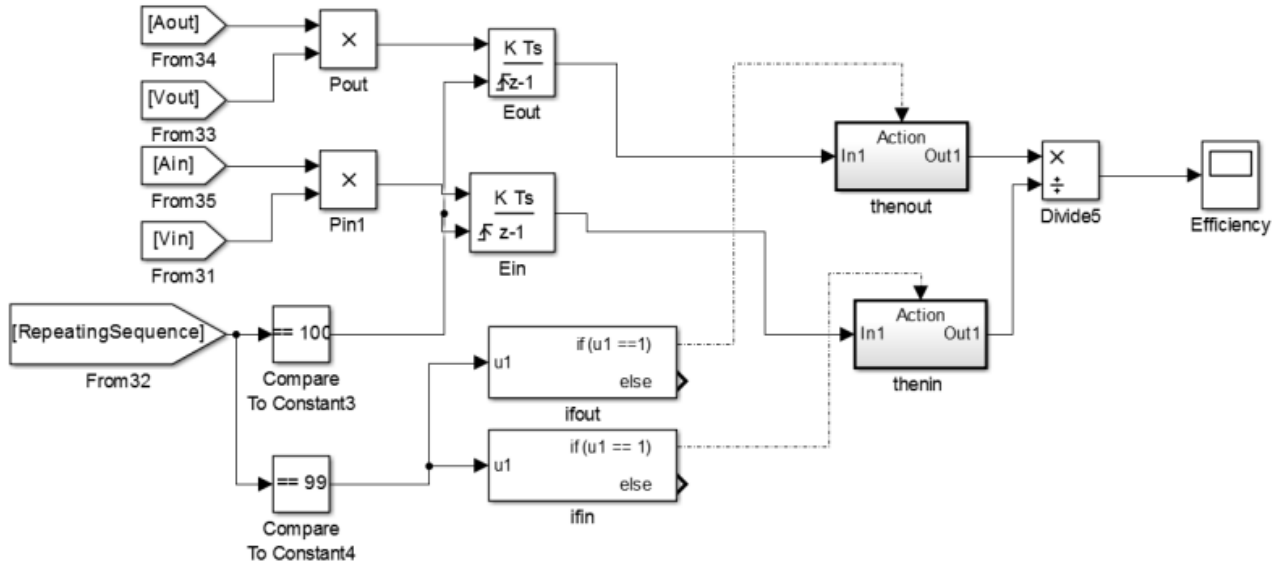 [Aout]
From34
[Vout]
From33
×
Pout
K Ts
z-1
Eout
[Ain]
From35
[Vin]
From31
×
Pin1
K Ts
z-1
Ein
Action
In1
Out1
thenout
×
÷
Divide5
Efficiency
[RepeatingSequence]
From32
== 100
Compare
To Constant3
== 99
Compare
To Constant4
u1
if(u1 ==1)
else
ifout
u1
if(u1 == 1)
else
ifin
Action
In1
Out1
thenin